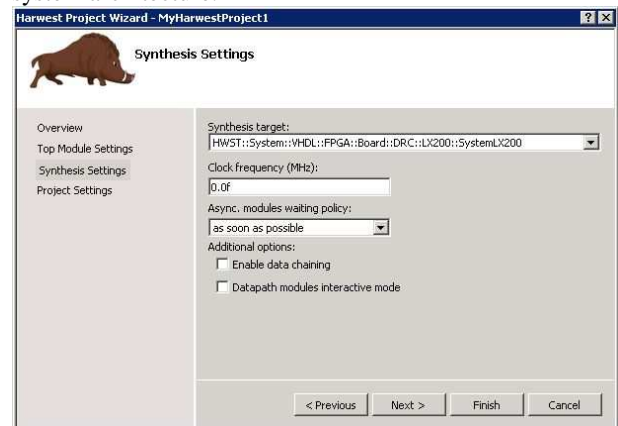 Harwest Project Wizard - MyHarwestProject1
Synthesis Settings
Overview
Top Module Settings
Synthesis Settings
Project Settings
Synthesis target:
HWST::System::VHDL::FPGA::Board::DRC::LX200::SystemLX200
Clock frequency (MHz):
0.0f
Async. modules waiting policy:
as soon as possible
Additional options:
Enable data chaining
Datapath modules interactive mode
< Previous Next > Finish Cancel